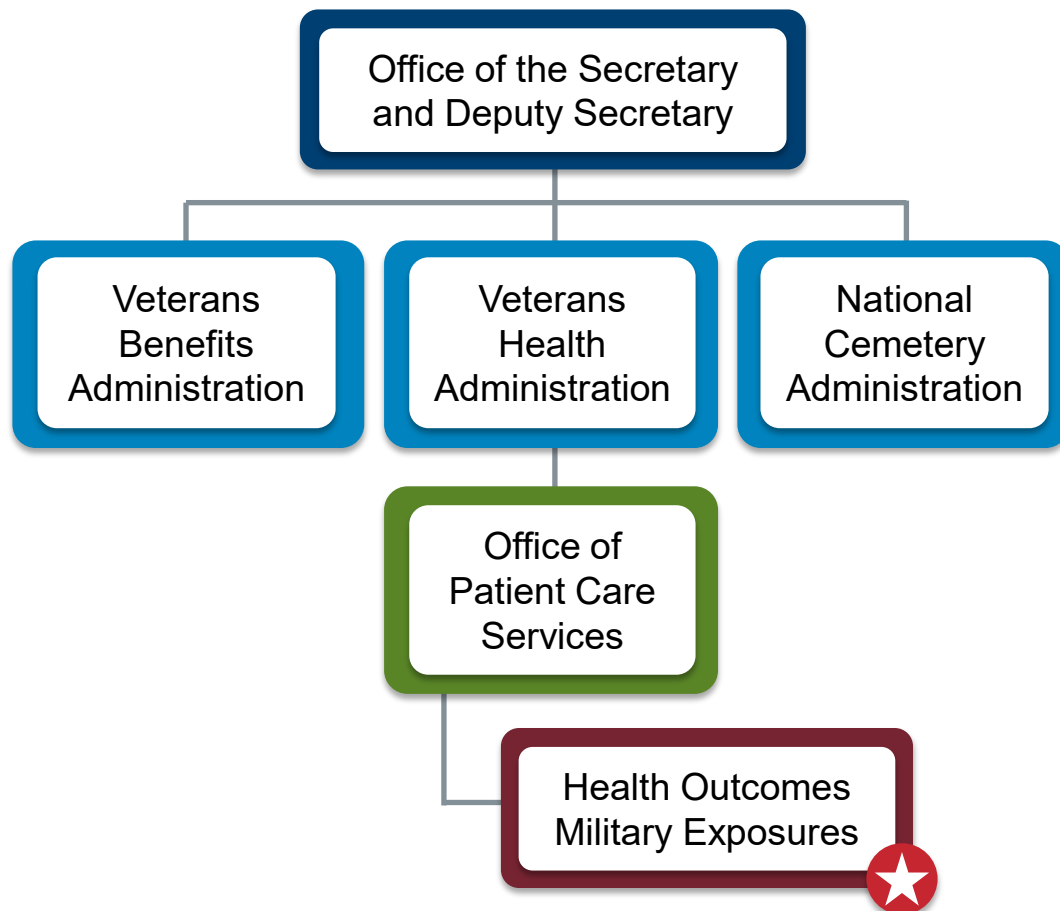 Office of the Secretary
and Deputy Secretary
Veterans
Benefits
Administration
Veterans
Health
Administration
National
Cemetery
Administration
Office of
Patient Care
Services
Health Outcomes
Military Exposures